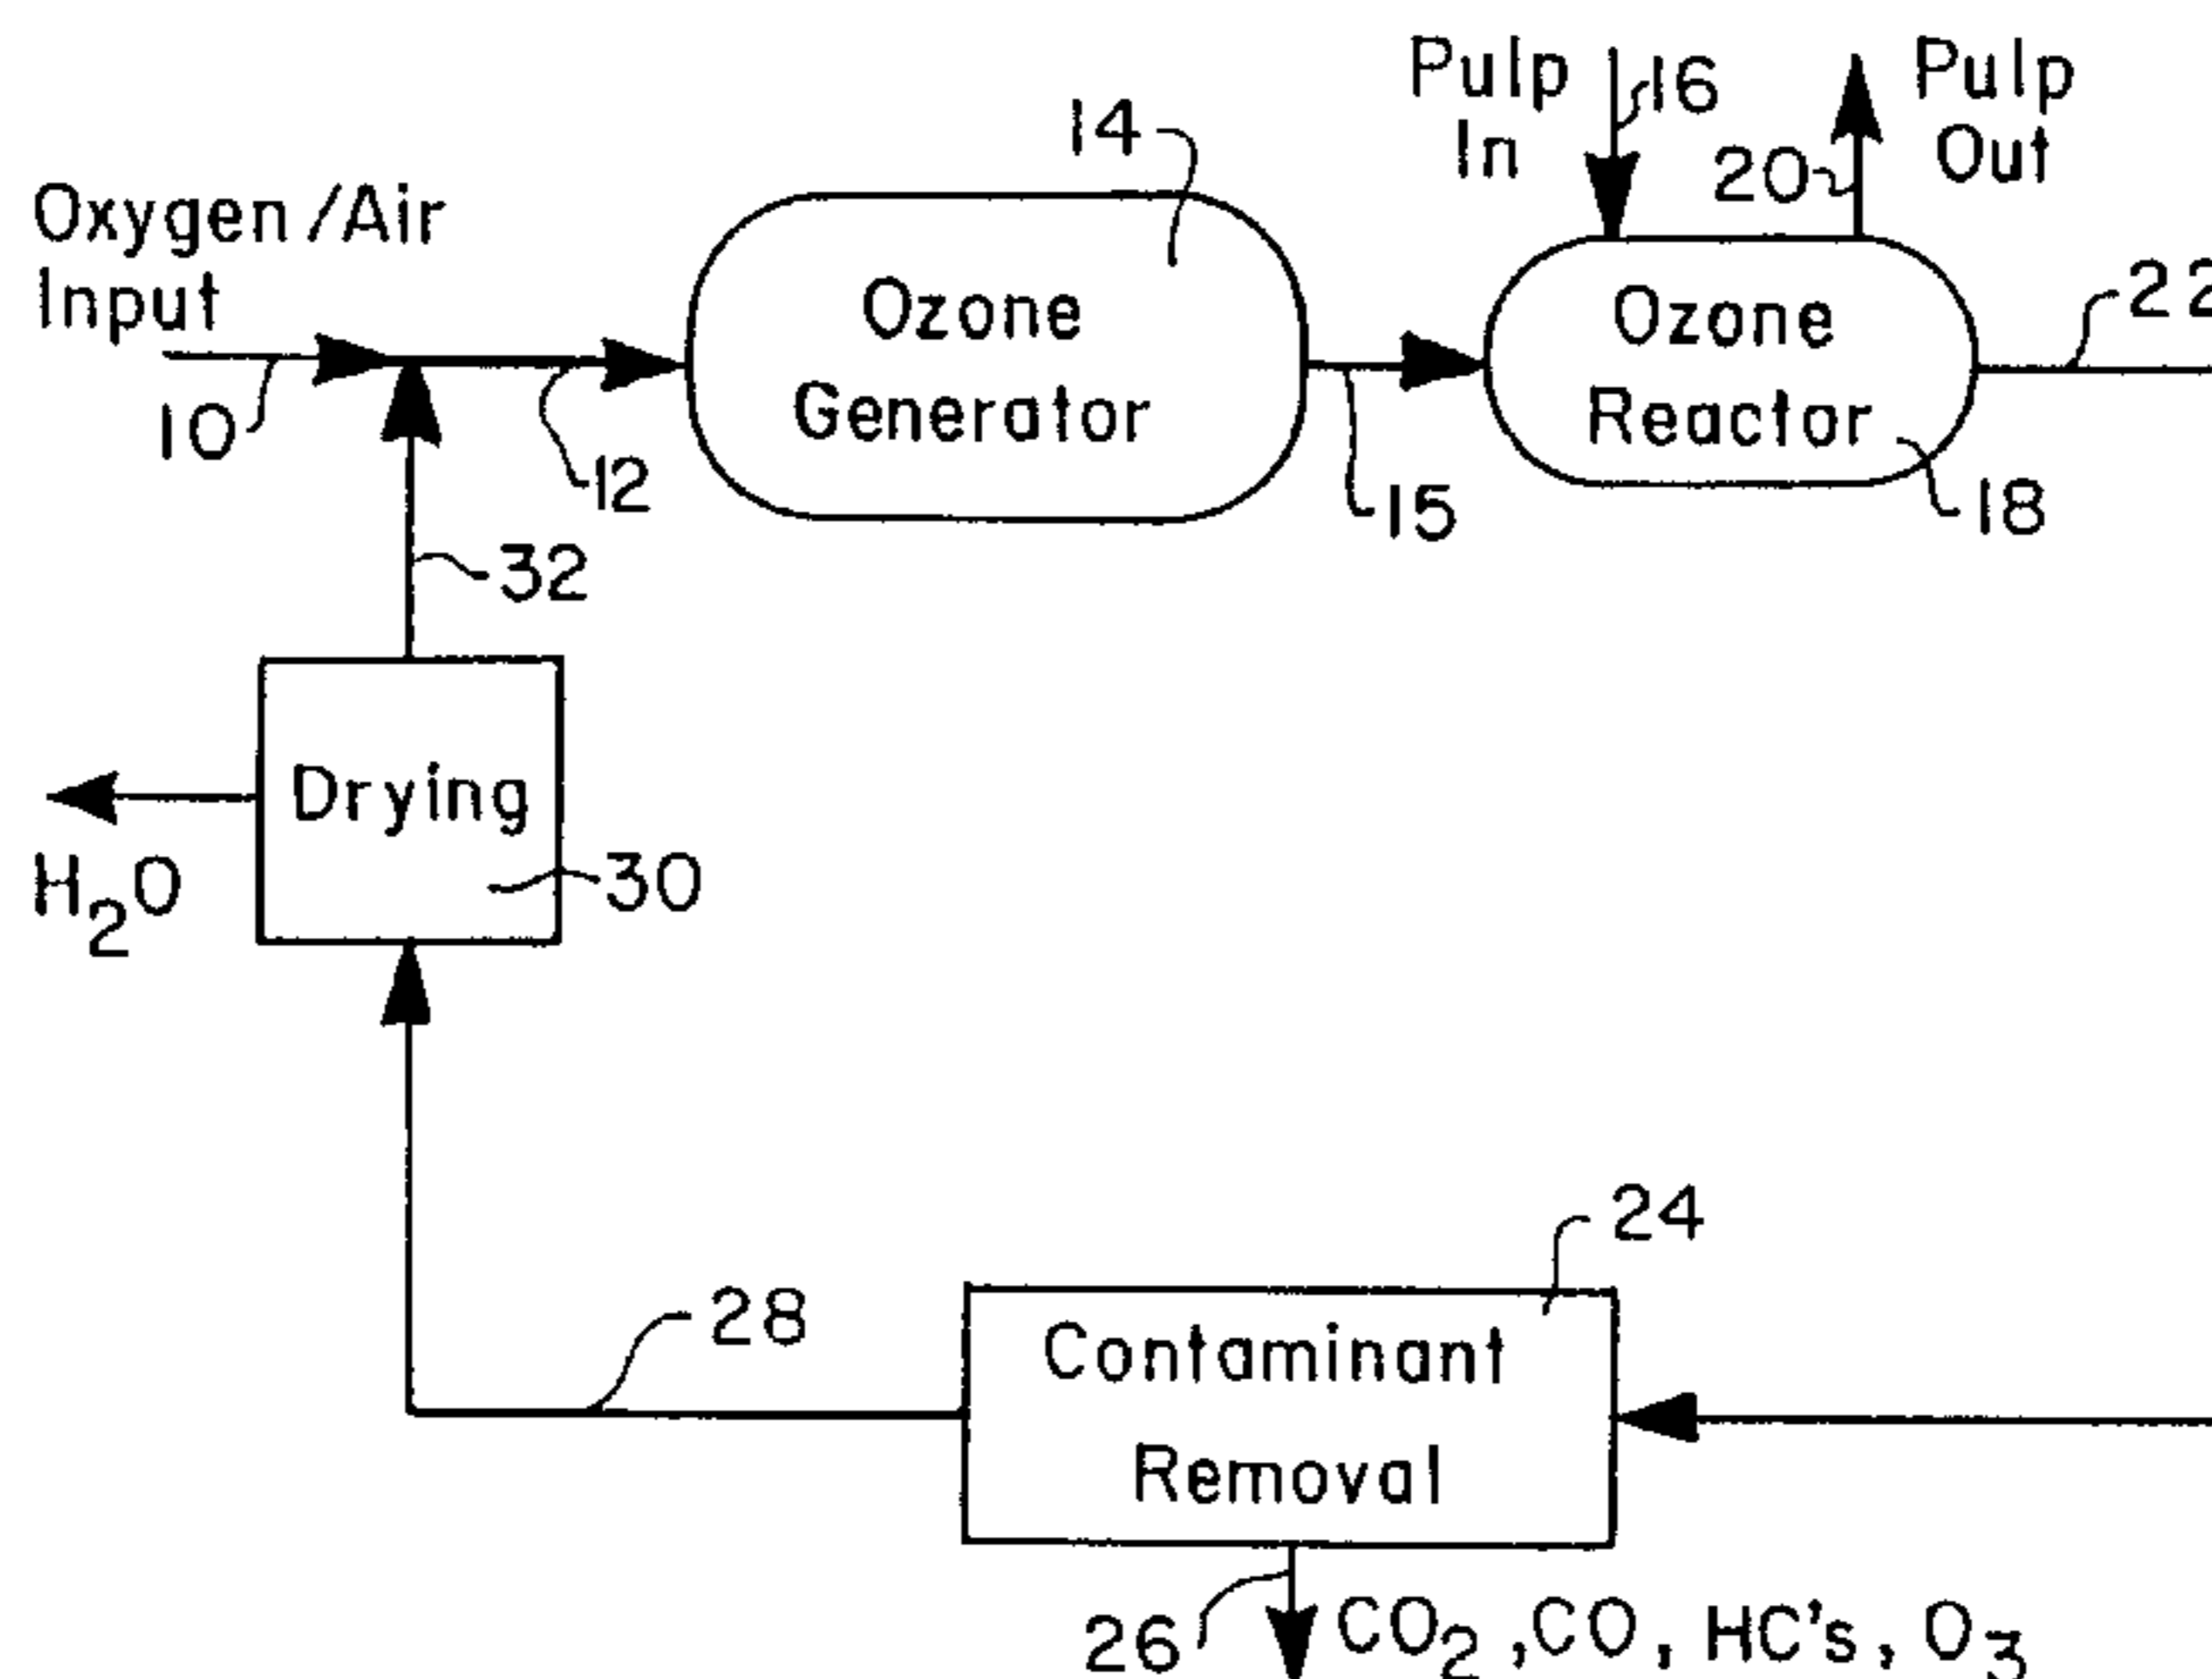 Pulp In
16
20
Pulp Out
14
Oxygen/Air
Input
Ozone
Generator
Ozone
Reactor
22
10
12
15
18
32
Drying
30
H2O
24
28
Contaminant
Removal
26
CO2, CO, HC's, O3